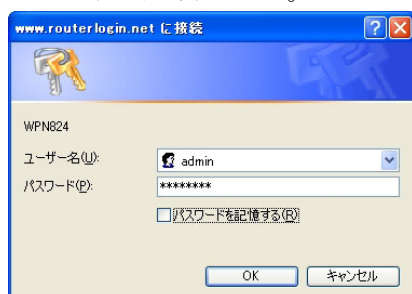 www.routerlogin.net に接続
WPN824
ユーザー名(U):
admin
パスワード(P):
********
パスワードを記憶する(R)
OK
キャンセル